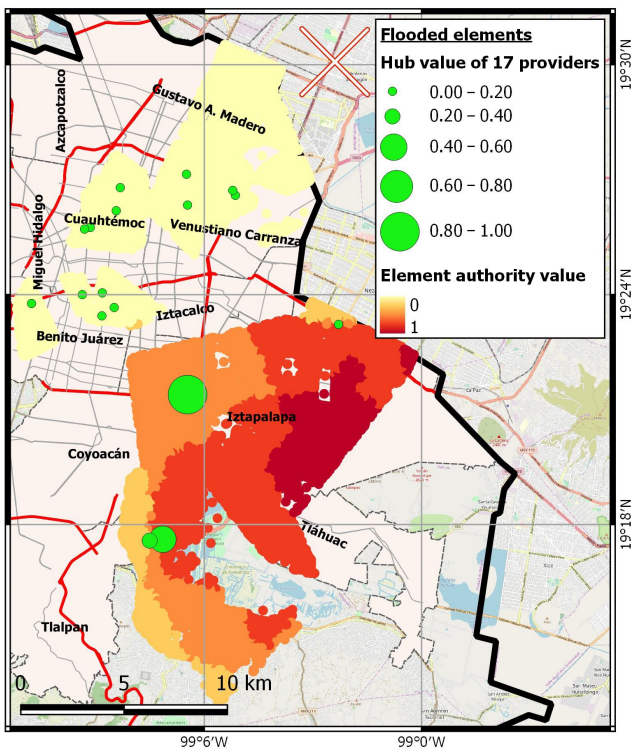 Flooded elements
Hub value of 17 providers
0.00 – 0.20
0.20 – 0.40
0.40 – 0.60
0.60 – 0.80
0.80 – 1.00
Element authority value
0
1
19°30'N
19°24'N
19°18'N
Azcapotzalco
Gustavo A. Madero
Miguel Hidalgo
Cuauhtémoc
Venustiano Carranza
Iztacalco
Benito Juárez
Iztapalapa
Coyoacán
Tláhuac
Tlalpan
La Paz
0
5
10 km
99°6'W
99°0'W